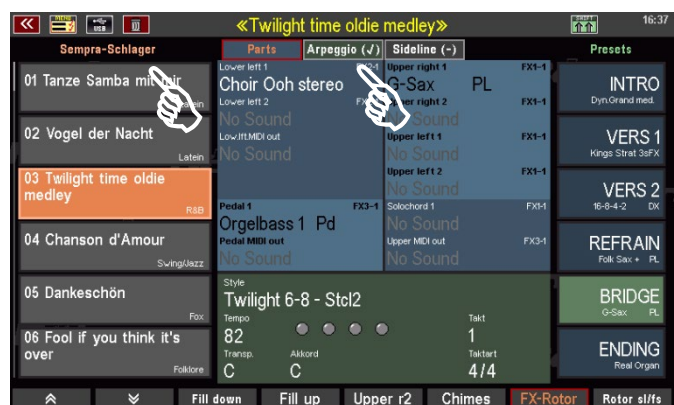 MENU
USB
«Twilight time oldie medley»
SHIFT
16:37
Sempra-Schlager
Parts
Arpeggio (√)
Sideline (-)
Presets
01 Tanze Samba mit mir
Latein
02 Vogel der Nacht
Latein
03 Twilight time oldie
medley
R&B
04 Chanson d'Amour
Swing/Jazz
05 Dankeschön
Fox
06 Fool if you think it's
over
Folklore
Lower left 1
Choir Ooh stereo
Lower left 2
No Sound
Low.lft.MIDI out
No Sound
Pedal 1
FX3-1
Orgelbass 1 Pd
Pedal MIDI out
No Sound
Upper right 1
FX1-1
G-Sax PL
Upper right 2
FX1-1
No Sound
Upper left 1
FX1-1
No Sound
Upper left 2
FX1-1
No Sound
Solochord 1
FX1-1
No Sound
Upper MIDI out
FX3-1
No Sound
Style
Twilight 6-8 - Stcl2
Tempo
82
Takt
1
Transp.
C
Akkord
C
Taktart
4/4
INTRO
Dyn.Grand med.
VERS 1
Kings Strat 3sFX
VERS 2
16-8-4-2 DX
REFRAIN
Folk Sax + PL
BRIDGE
G-Sax PL
ENDING
Real Organ
Fill down
Fill up
Upper r2
Chimes
FX-Rotor
Rotor sl/fs